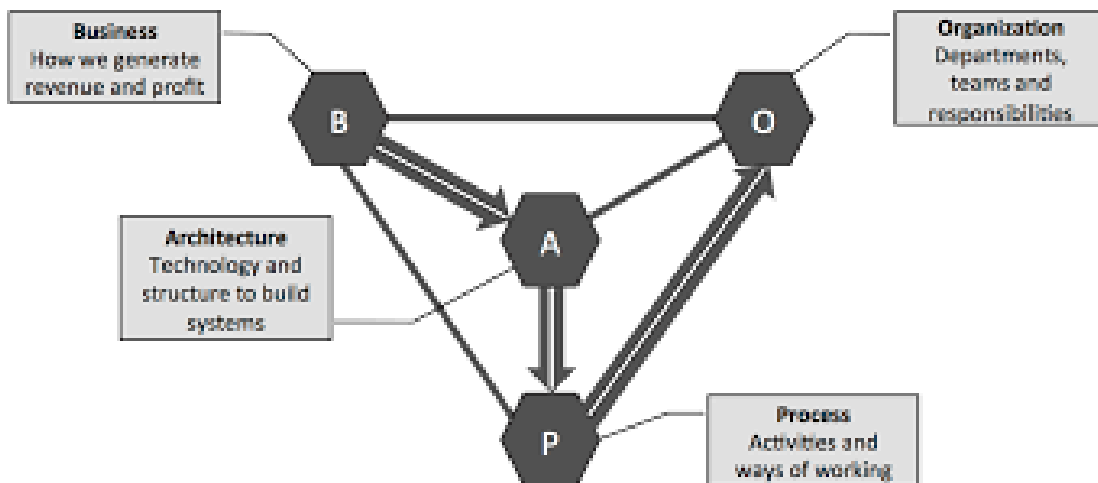 Business
How we generate
revenue and profit
Organization
Departments,
teams and
responsibilities
B
O
A
Architecture
Technology and
structure to build
systems
P
Process
Activities and
ways of working